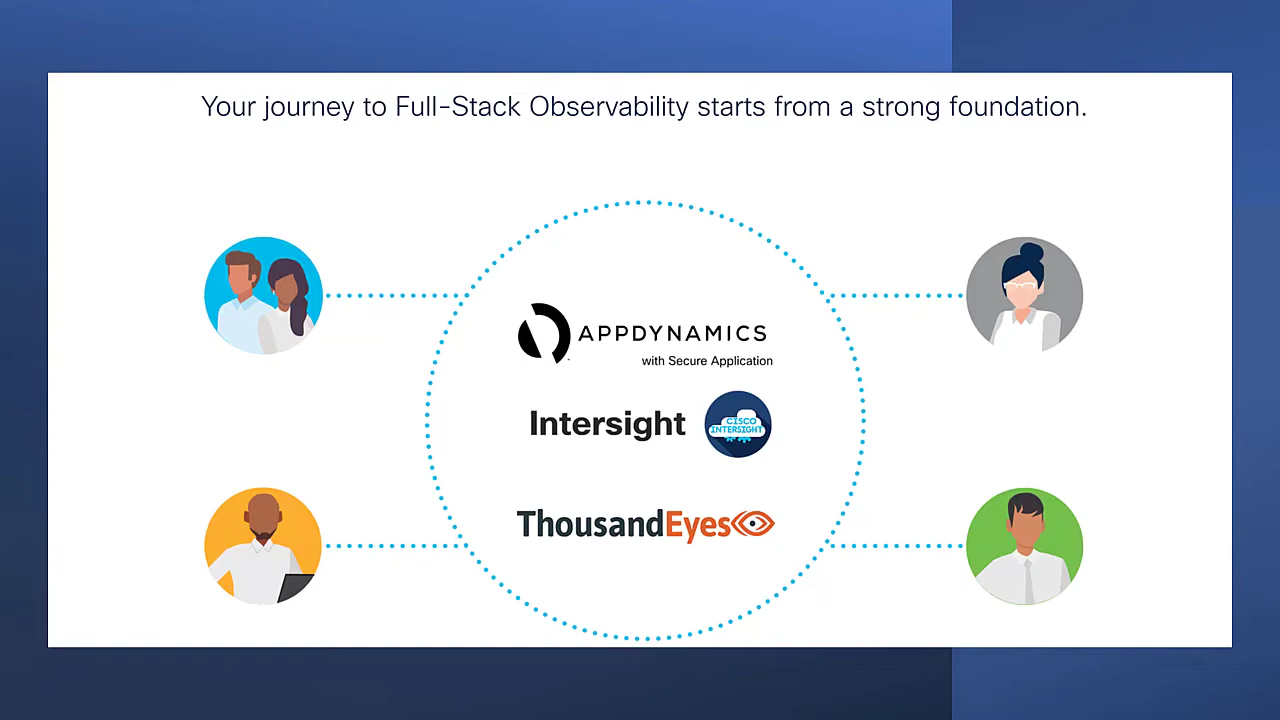 Your journey to Full-Stack Observability starts from a strong foundation.
APPDYNAMICS
with Secure Application
Intersight
CISCO
INTERSIGHT
ThousandEyes